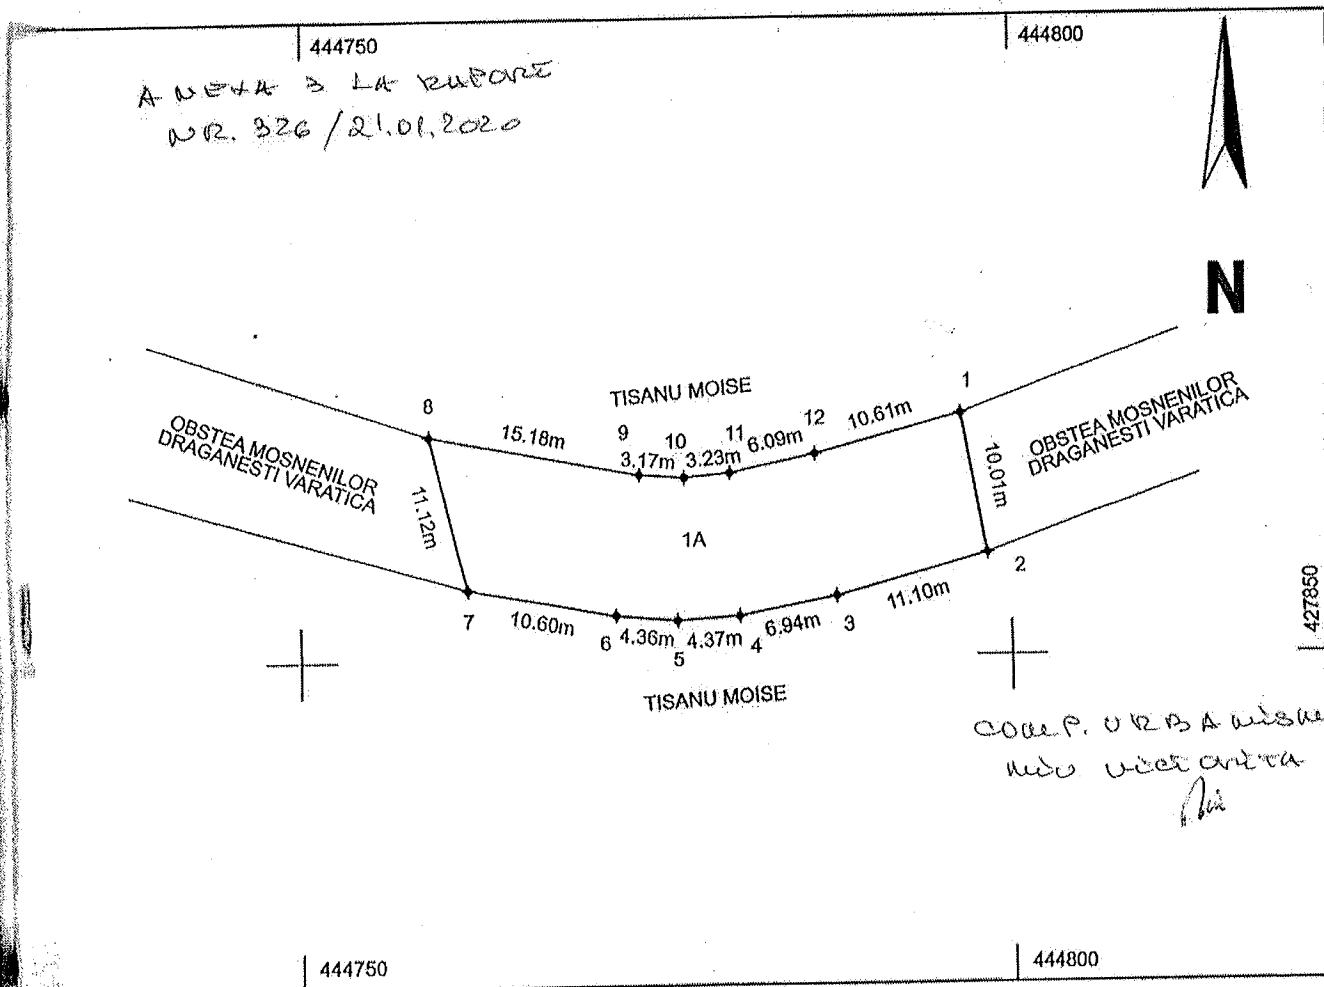 444750
444800
ANEXA 3 LA RAPORT
NR. 326 / 21.01.2020
N
TISANU MOISE
OBSTEA MOSNENILOR
DRAGANESTI VARATICA
OBSTEA MOSNENILOR
DRAGANESTI VARATICA
8
15.18m
9
3.17m
10
3.23m
11
6.09m
12
10.61m
1
10.01m
11.12m
1A
2
7
10.60m
6
4.36m
5
4.37m
4
6.94m
3
11.10m
427850
TISANU MOISE
COMP. URBANISM
444750
444800